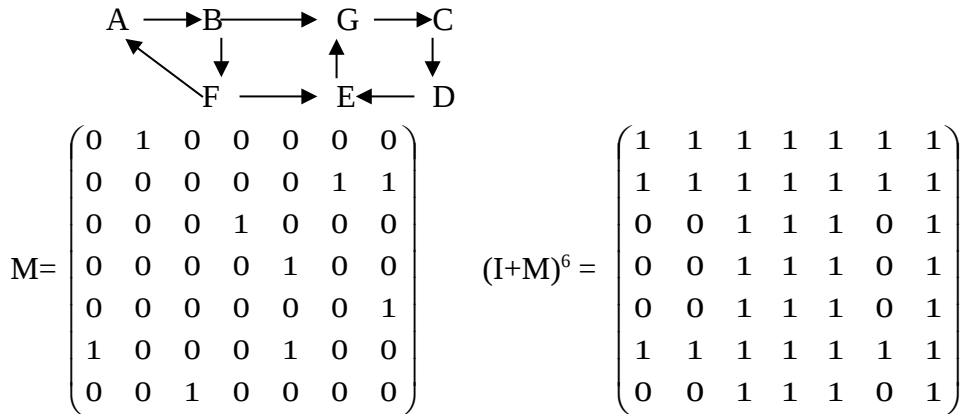 A B G C
F E D
M= 0 1 0 0 0 0 0 (I+M)6 = 1 1 1 1 1 1 1
0 0 0 0 0 1 1 1 1 1 1 1 1 1
0 0 0 1 0 0 0 0 0 1 1 1 0 1
0 0 0 0 1 0 0 0 0 1 1 1 0 1
0 0 0 0 0 0 1 0 0 1 1 1 0 1
1 0 0 0 1 0 0 1 1 1 1 1 1 1
0 0 1 0 0 0 0 0 0 1 1 1 0 1